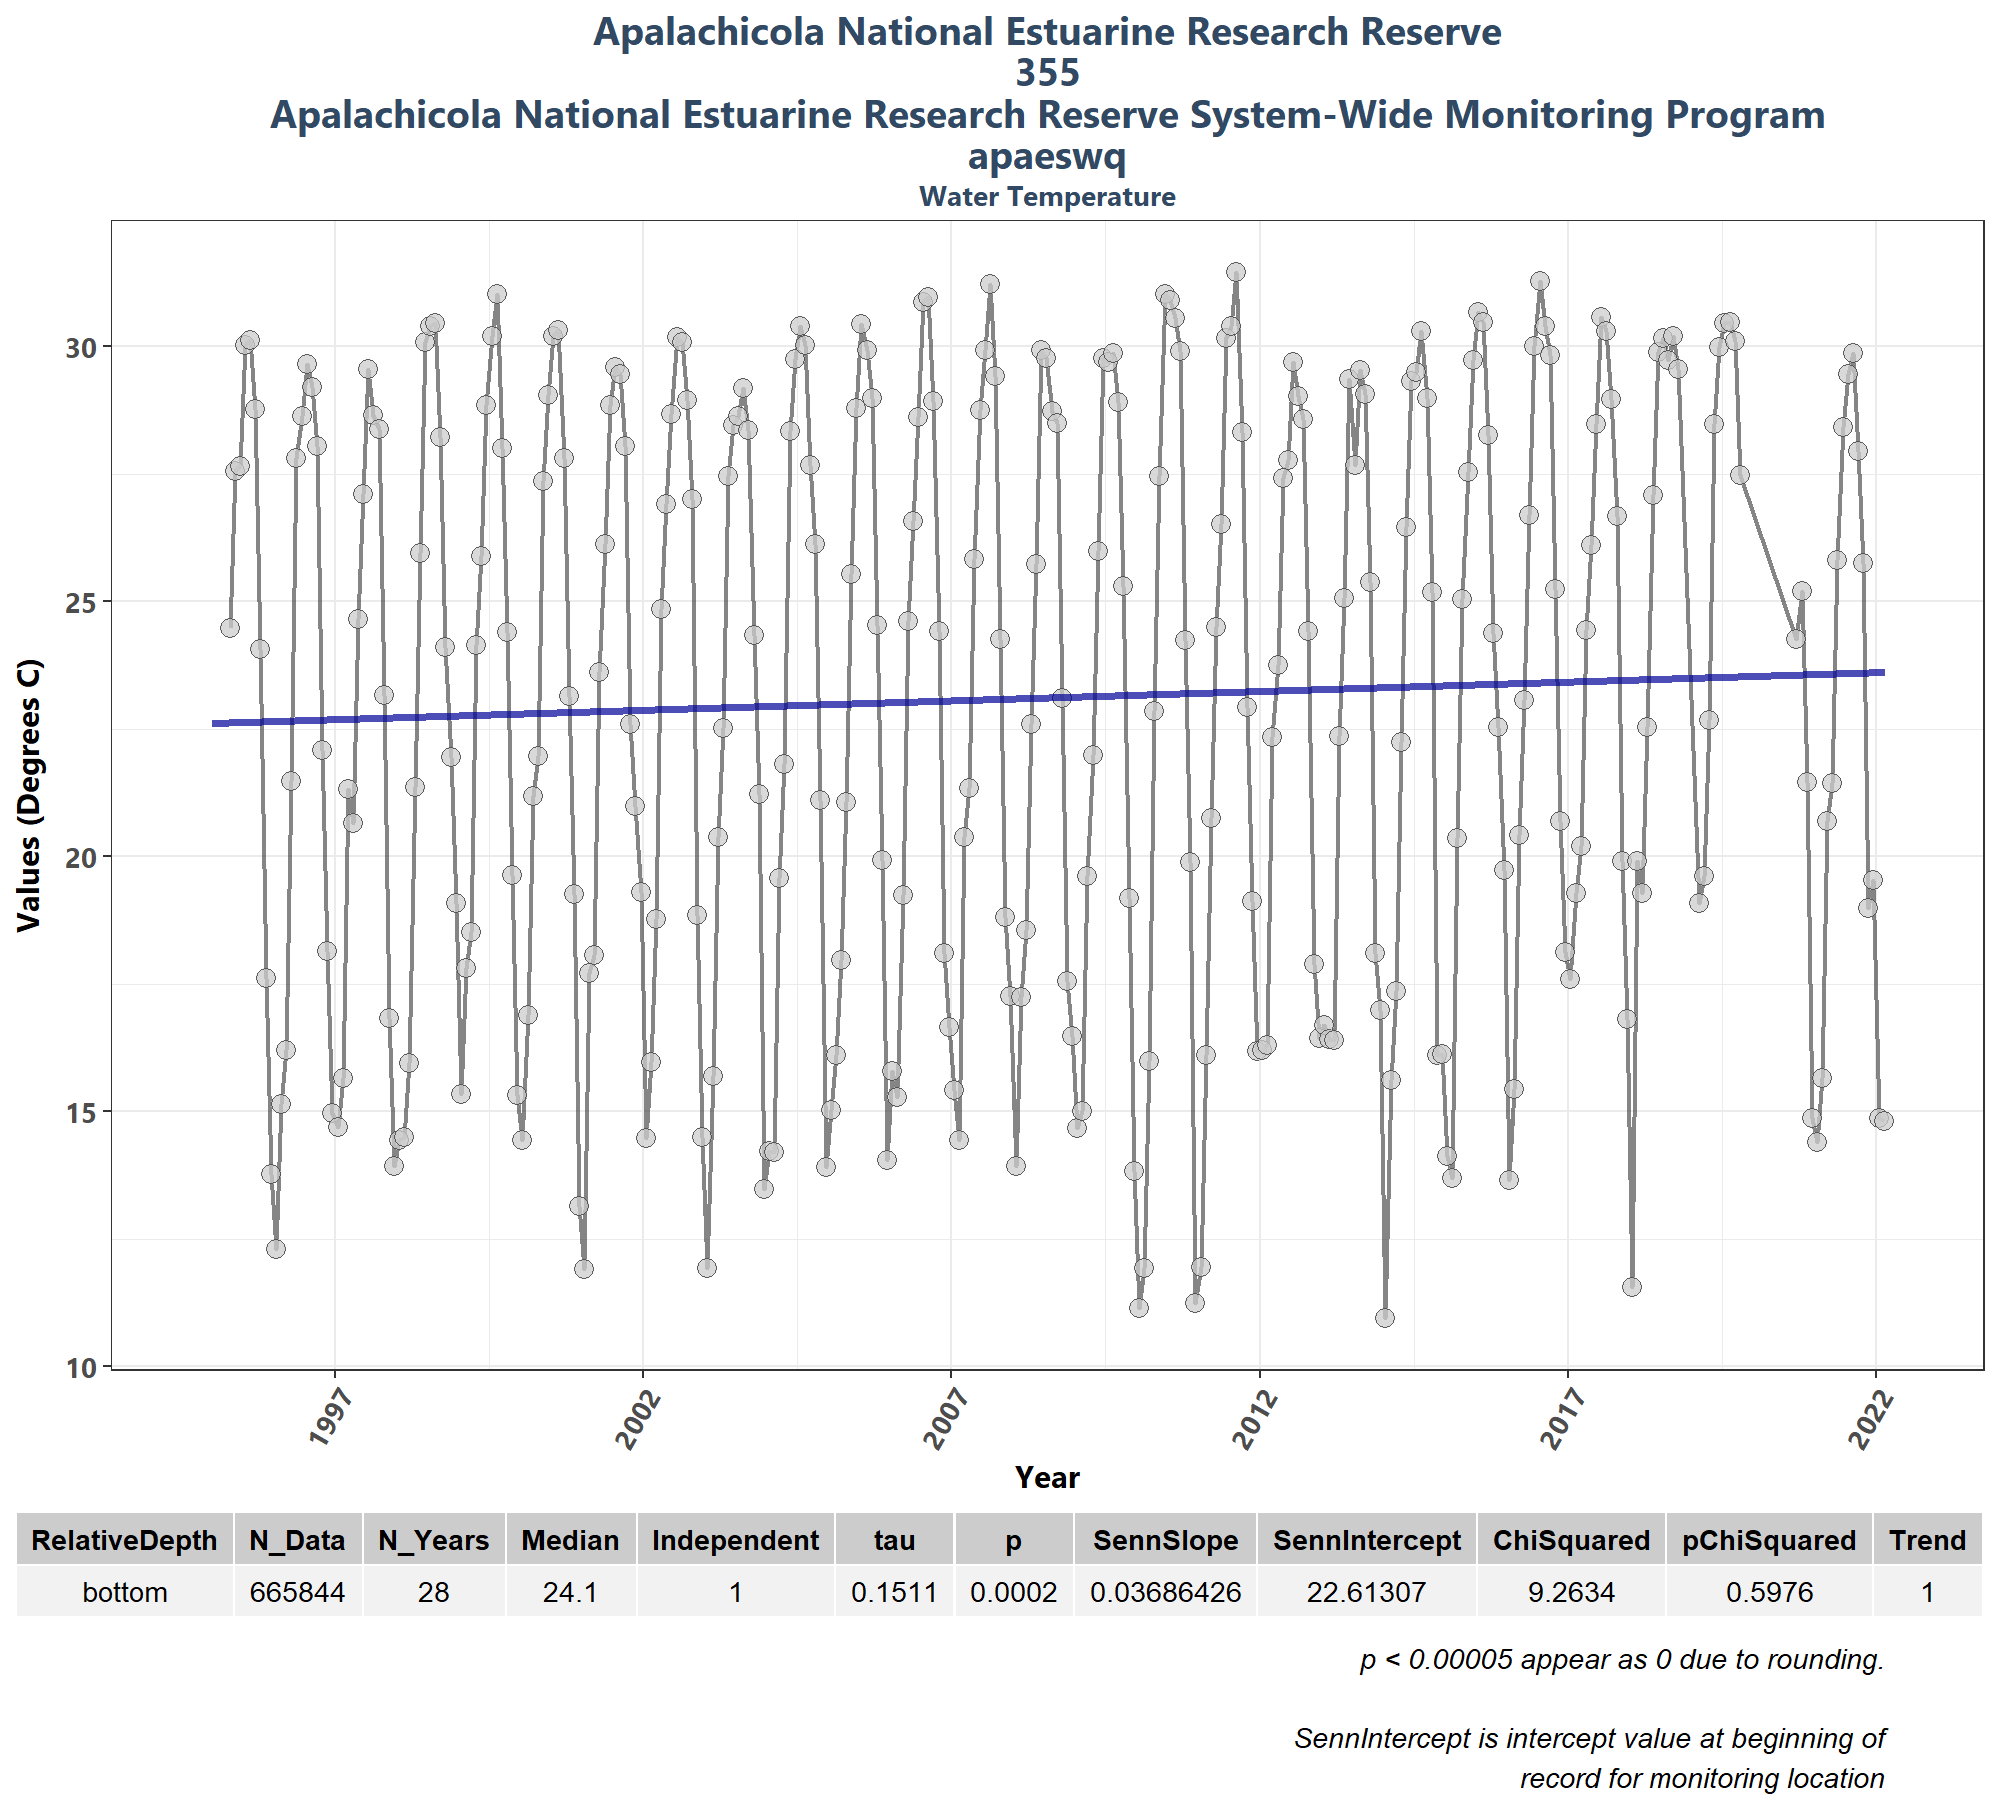 Apalachicola National Estuarine Research Reserve
355
Apalachicola National Estuarine Research Reserve System-Wide Monitoring Program
apaeswq
Water Temperature
Values (Degrees C)
30
25
20
15
10
1997
2002
2007
2012
2017
2022
Year
RelativeDepth N_Data N_Years Median Independent tau p SennSlope SennIntercept ChiSquared pChiSquared Trend
bottom 665844 28 24.1 1 0.1511 0.0002 0.03686426 22.61307 9.2634 0.5976 1
p < 0.00005 appear as 0 due to rounding.
SennIntercept is intercept value at beginning of
record for monitoring location